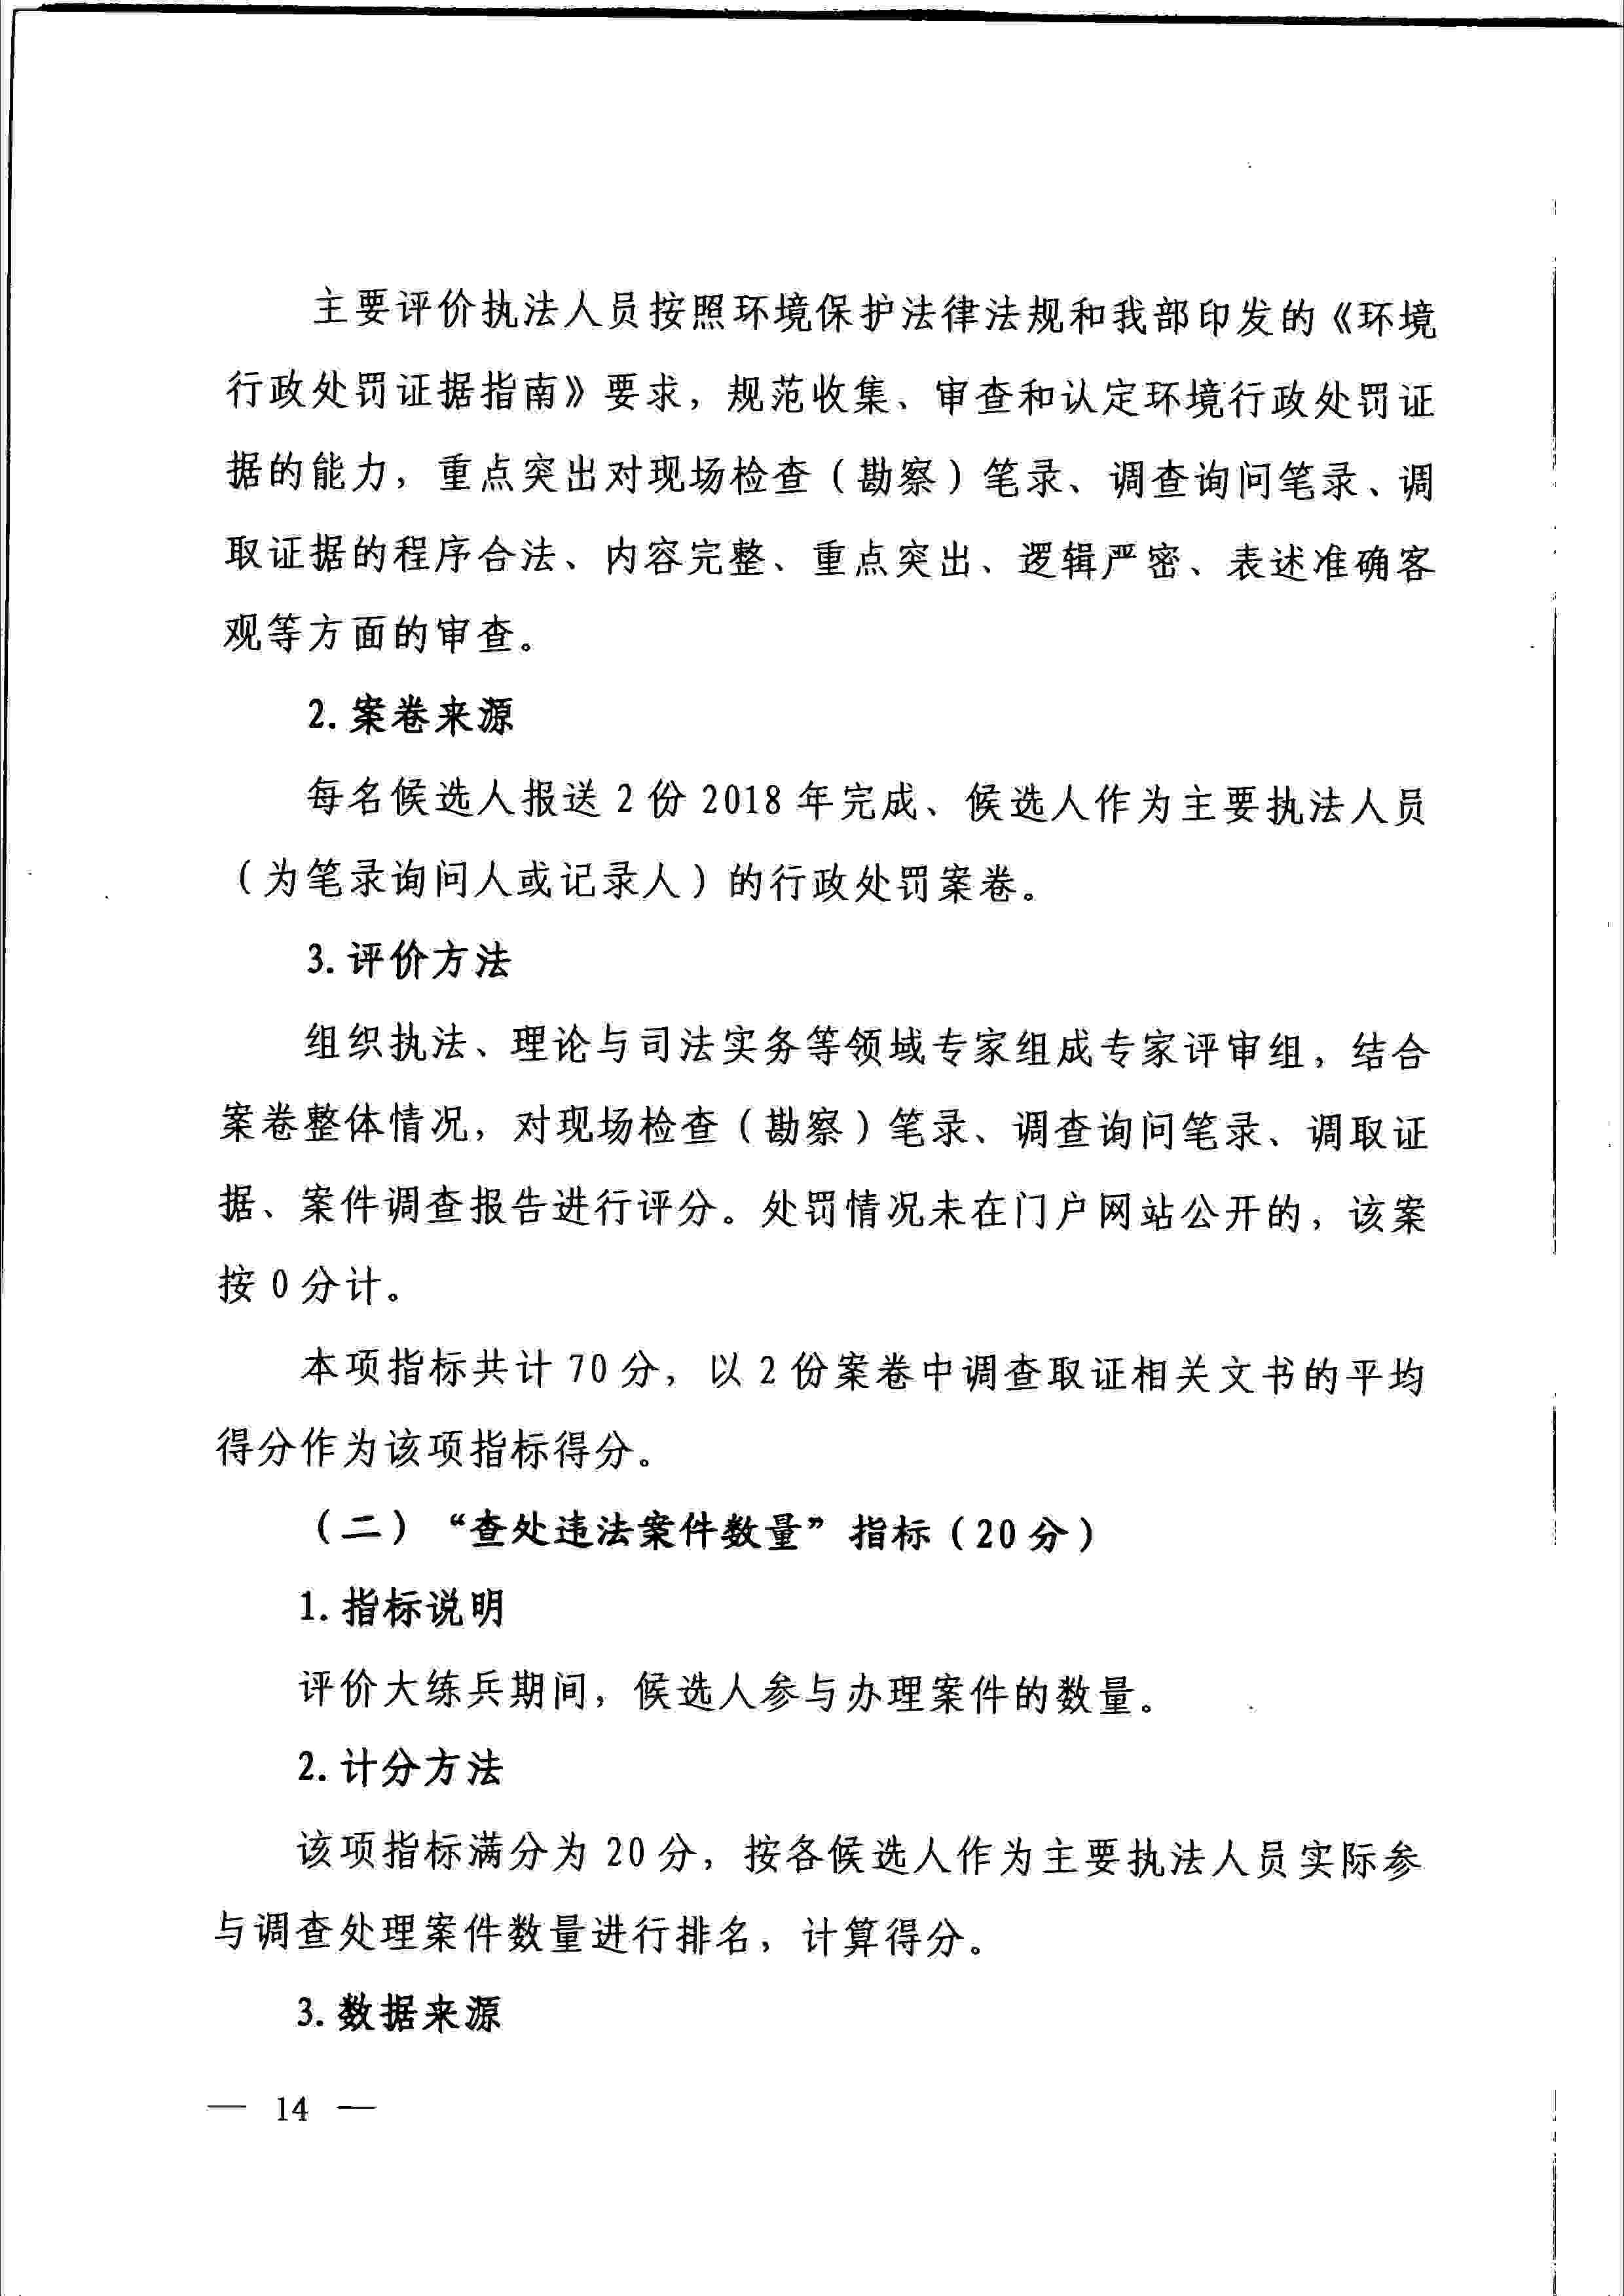 主要评价执法人员按照环境保护法律法规和我部印发的《环境
行政处罚证据指南》要求，规范收集、审查和认定环境行政处罚证
据的能力，重点突出对现场检查（勘察）笔录、调查询问笔录、调
取证据的程序合法、内容完整、重点突出、逻辑严密、表述准确客
观等方面的审查。
2.案卷来源
每名候选人报送 2 份 2018 年完成、候选人作为主要执法人员
（为笔录询问人或记录人）的行政处罚案卷。
3.评价方法
组织执法、理论与司法实务等领域专家组成专家评审组，结合
案卷整体情况，对现场检查（勘察）笔录、调查询问笔录、调取证
据、案件调查报告进行评分。处罚情况未在门户网站公开的，该案
按 0 分计。
本项指标共计 70 分，以 2 份案卷中调查取证相关文书的平均
得分作为该项指标得分。
（二）“查处违法案件数量”指标（20 分）
1.指标说明
评价大练兵期间，候选人参与办理案件的数量。
2.计分方法
该项指标满分为 20 分，按各候选人作为主要执法人员实际参
与调查处理案件数量进行排名，计算得分。
3.数据来源
— 14 —